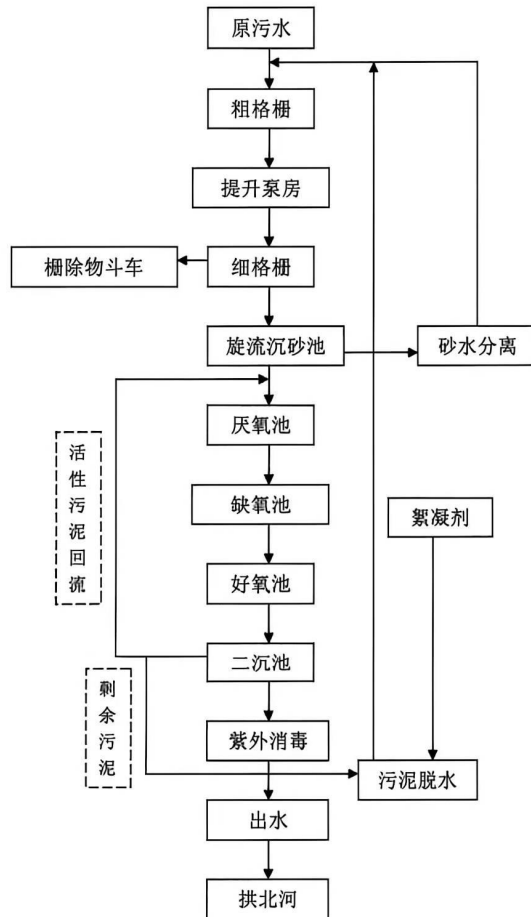 原污水
粗格栅
提升泵房
栅除物斗车
细格栅
旋流沉砂池
砂水分离
活性污泥回流
厌氧池
缺氧池
絮凝剂
好氧池
二沉池
剩余污泥
紫外消毒
污泥脱水
出水
拱北河